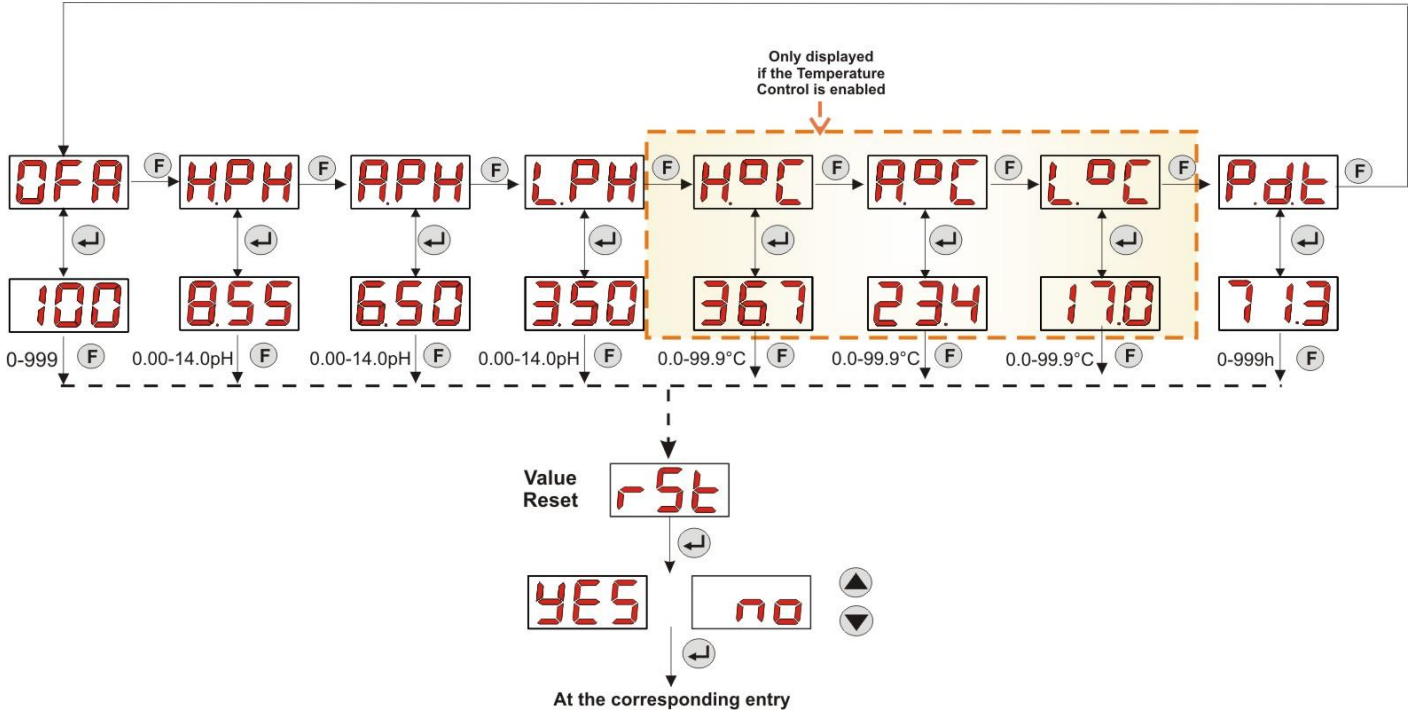 Only displayed
if the Temperature
Control is enabled
OFA F H.PH F A.PH F L.PH F H.°C F A.°C F L.°C F P.d.t F
100 8.55 6.50 3.50 36.7 23.4 17.0 71.3
0-999 F 0.00-14.0pH F 0.00-14.0pH F 0.00-14.0pH F 0.0-99.9°C F 0.0-99.9°C F 0.0-99.9°C F 0-999h F
Value
Reset
rSt
YES no
At the corresponding entry